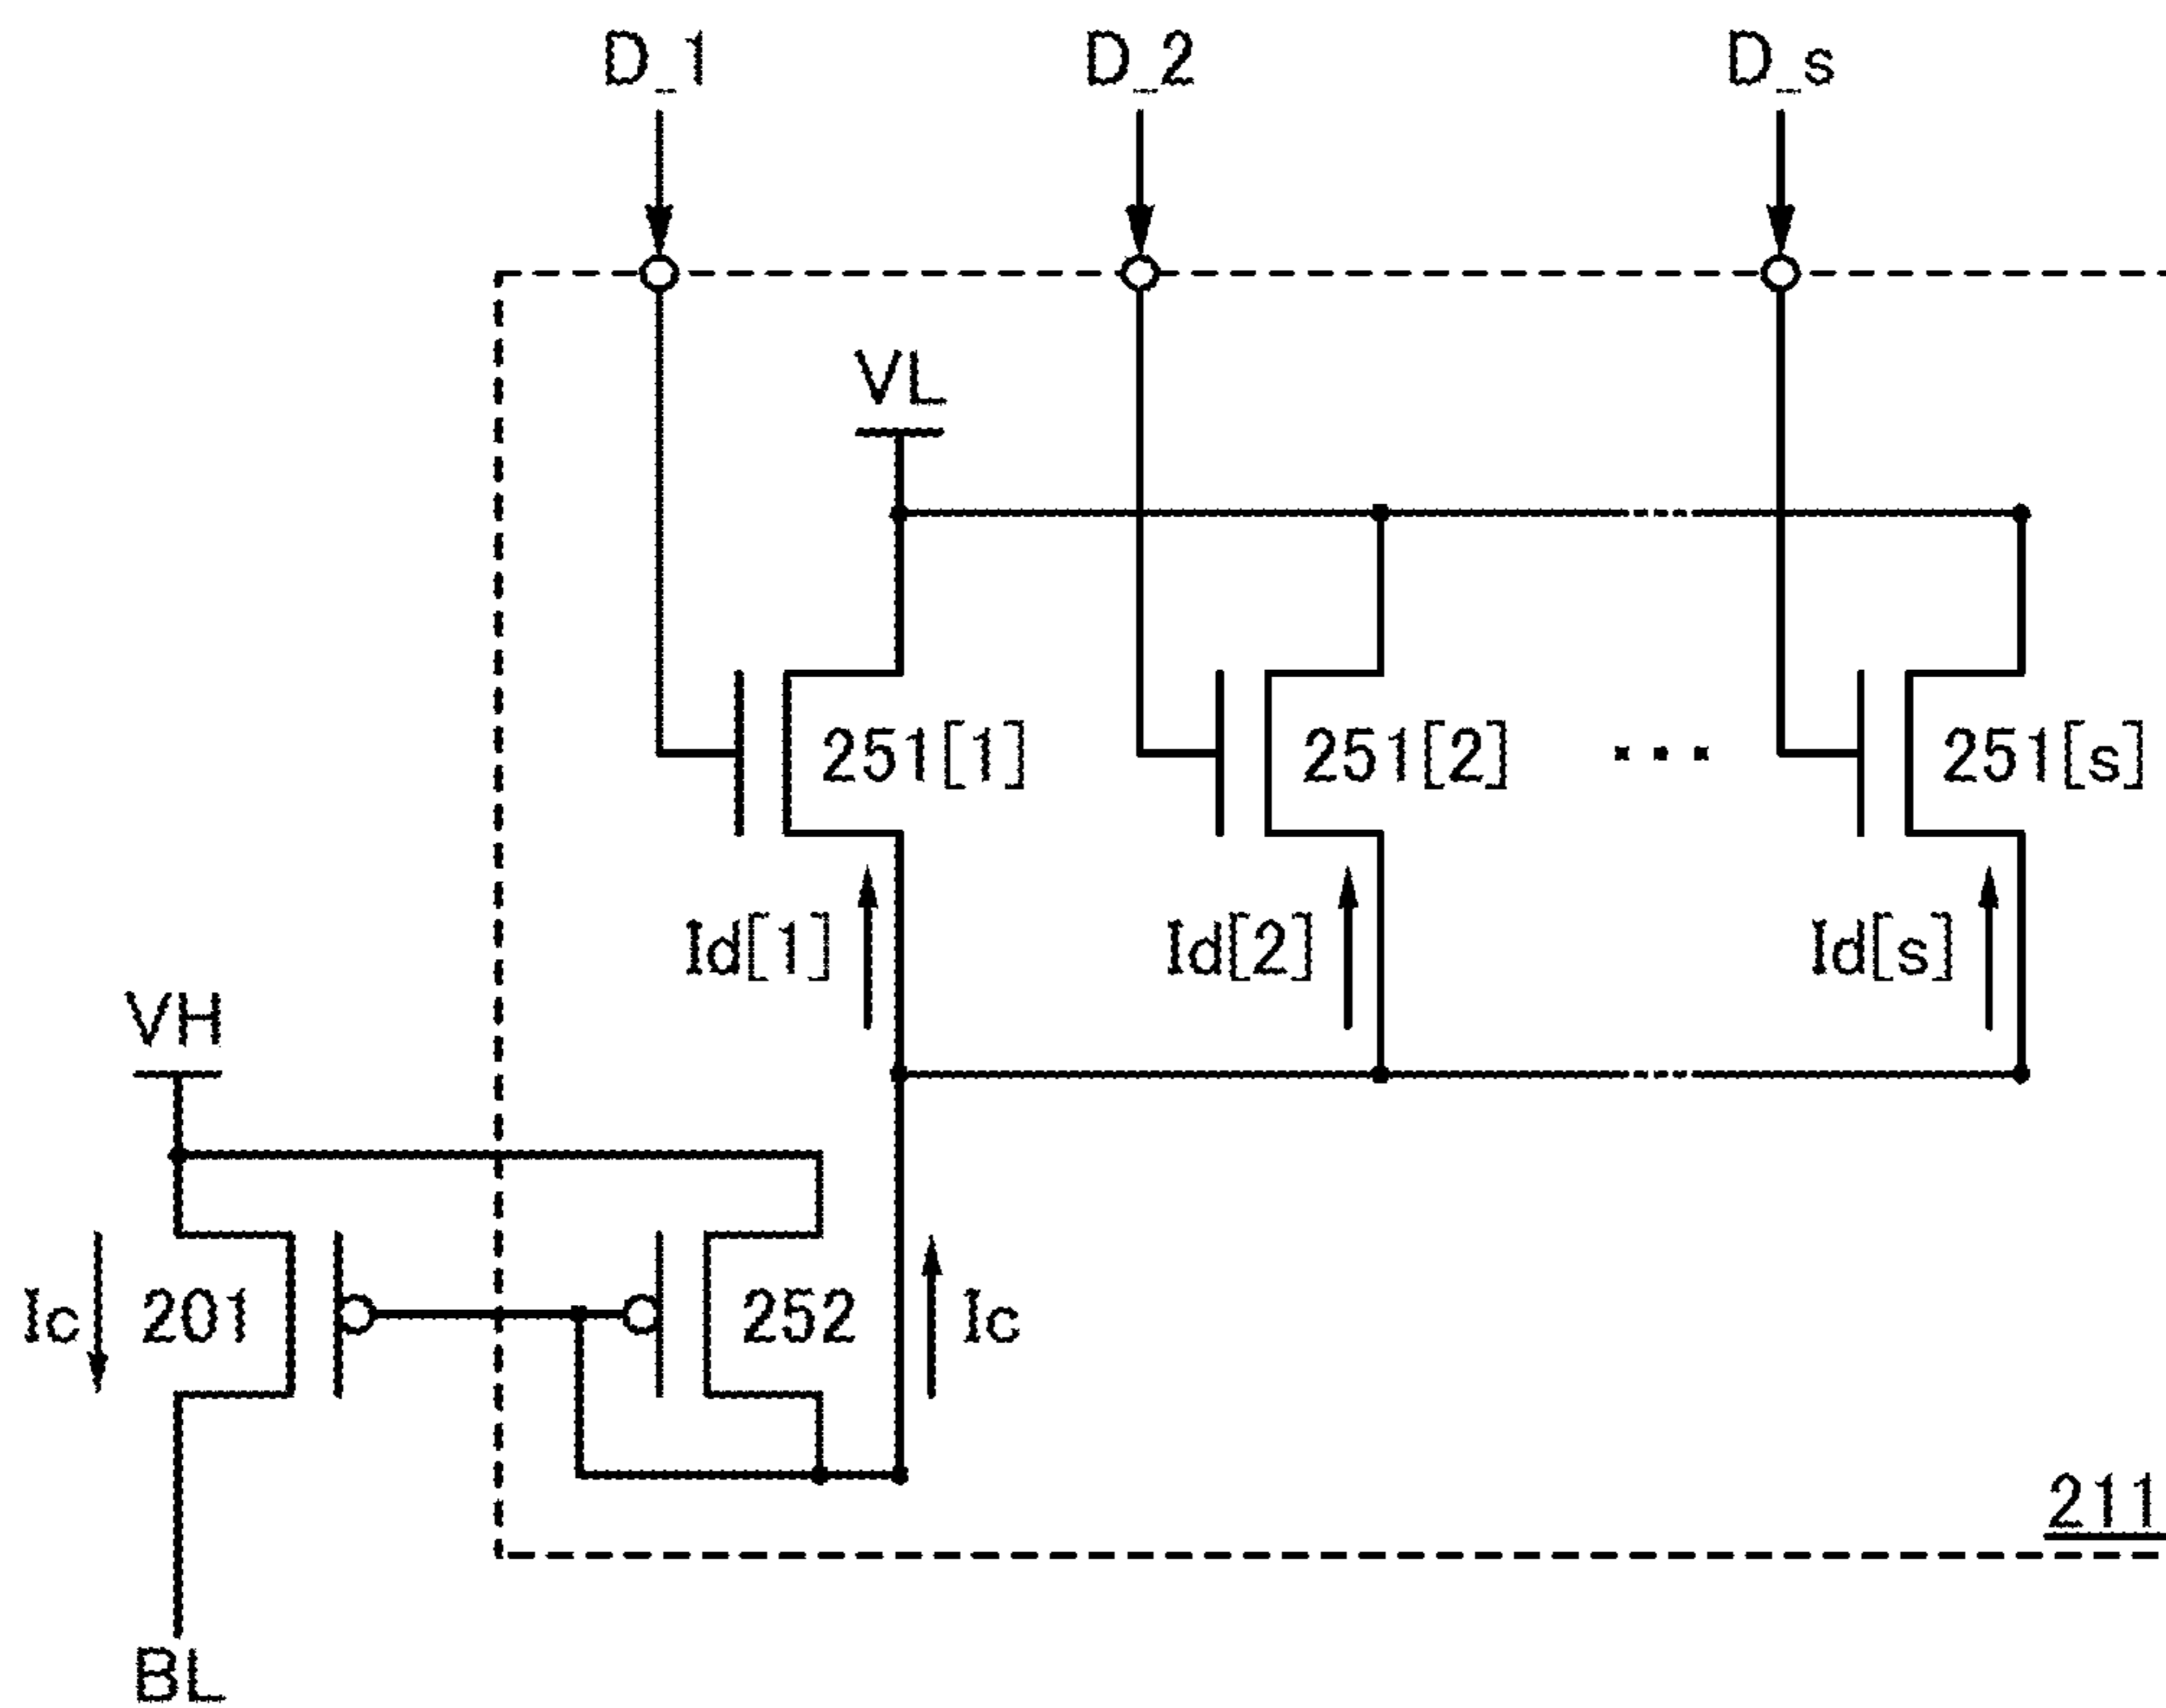 D_1 D_2 D_s
VL
251[1] 251[2] ... 251[s]
Id[1] Id[2] Id[s]
VH
Ic 201 252 Ic
211
BL